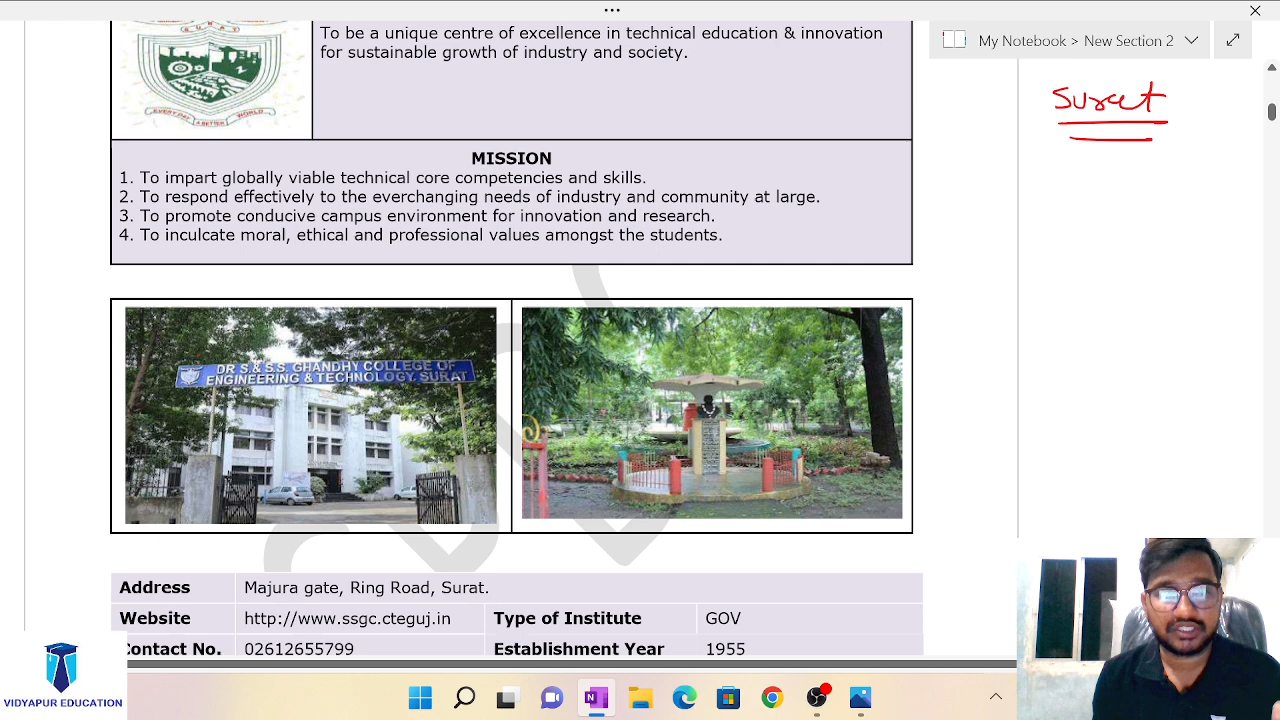 ...
SURAT
EVERY DAY A BETTER WORLD
To be a unique centre of excellence in technical education & innovation
for sustainable growth of industry and society.
My Notebook > New Section 2
Surat
MISSION
1. To impart globally viable technical core competencies and skills.
2. To respond effectively to the everchanging needs of industry and community at large.
3. To promote conducive campus environment for innovation and research.
4. To inculcate moral, ethical and professional values amongst the students.
DR S.& S.S. GHANDHY COLLEGE OF
ENGINEERING & TECHNOLOGY, SURAT
Address Majura gate, Ring Road, Surat.
Website http://www.ssgc.cteguj.in Type of Institute GOV
Contact No. 02612655799 Establishment Year 1955
VIDYAPUR EDUCATION